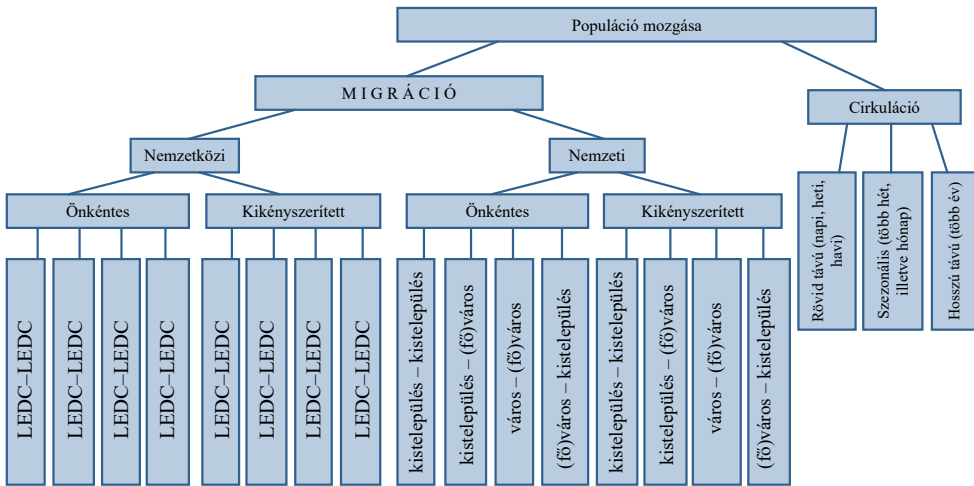 Populáció mozgása
M I G R Á C I Ó
Cirkuláció
Nemzetközi
Nemzeti
Önkéntes
Kikényszerített
Önkéntes
Kikényszerített
LEDC–LEDC
LEDC–LEDC
LEDC–LEDC
LEDC–LEDC
LEDC–LEDC
LEDC–LEDC
LEDC–LEDC
LEDC–LEDC
kistelepülés – kistelepülés
kistelepülés – (fő)város
város – (fő)város
(fő)város – kistelepülés
kistelepülés – kistelepülés
kistelepülés – (fő)város
város – (fő)város
(fő)város – kistelepülés
Rövid távú (napi, heti,
havi)
Szezonális (több hét,
illetve hónap)
Hosszú távú (több év)